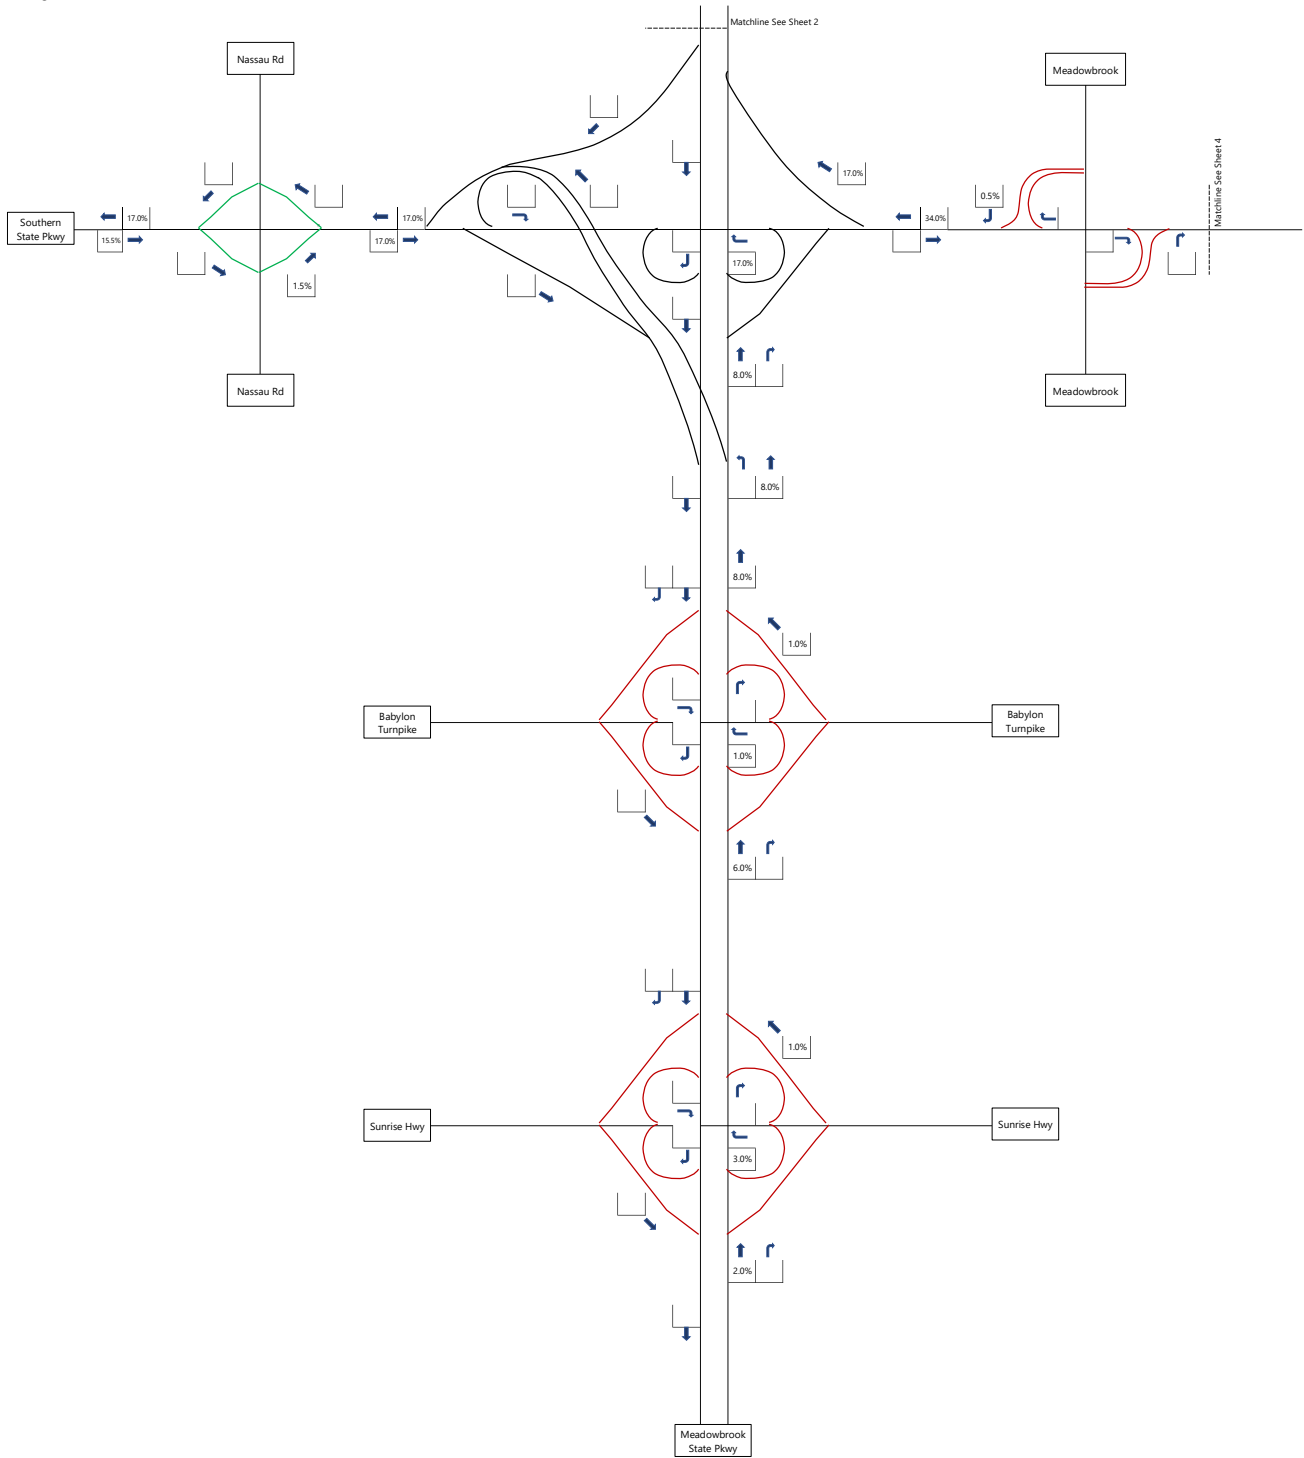 Matchline See Sheet 2
Nassau Rd
Meadowbrook
Matchline See Sheet 4
17.0%
0.5%
Southern
State Pkwy
17.0%
17.0%
34.0%
15.5%
17.0%
17.0%
1.5%
8.0%
Nassau Rd
Meadowbrook
8.0%
8.0%
1.0%
Babylon
Turnpike
Babylon
Turnpike
1.0%
6.0%
1.0%
Sunrise Hwy
Sunrise Hwy
3.0%
2.0%
Meadowbrook
State Pkwy